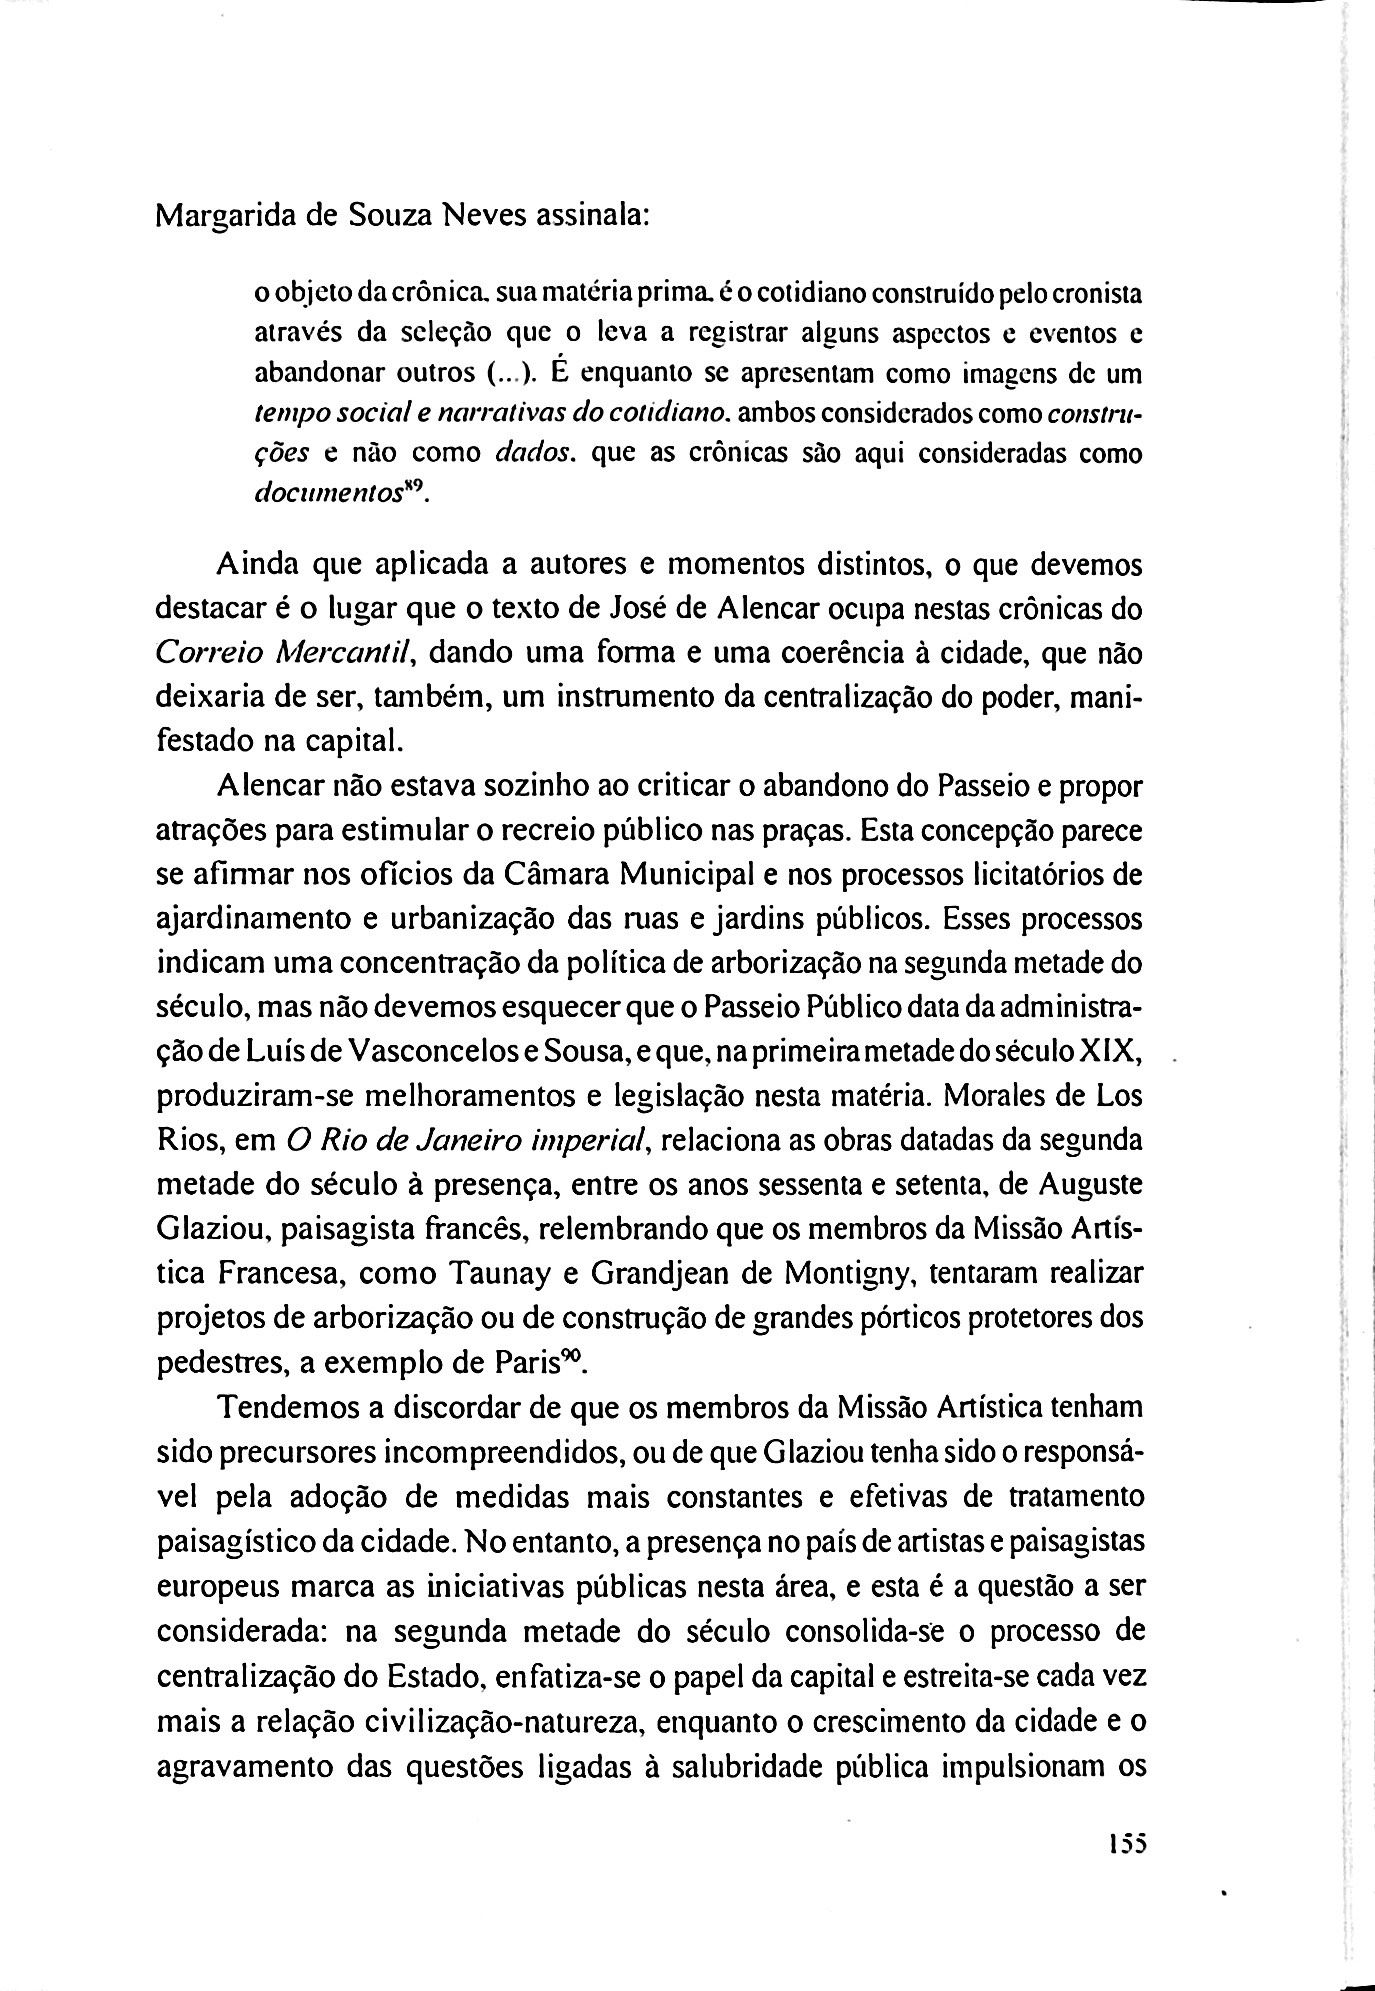 Margarida de Souza Neves assinala:
o objeto da crônica, sua matéria prima, é o cotidiano construído pelo cronista
através da seleção que o leva a registrar alguns aspectos e eventos e
abandonar outros (...). É enquanto se apresentam como imagens de um
tempo social e narrativas do cotidiano, ambos considerados como constru-
ções e não como dados, que as crônicas são aqui consideradas como
documentos⁸⁹.
Ainda que aplicada a autores e momentos distintos, o que devemos
destacar é o lugar que o texto de José de Alencar ocupa nestas crônicas do
Correio Mercantil, dando uma forma e uma coerência à cidade, que não
deixaria de ser, também, um instrumento da centralização do poder, mani-
festado na capital.
Alencar não estava sozinho ao criticar o abandono do Passeio e propor
atrações para estimular o recreio público nas praças. Esta concepção parece
se afirmar nos ofícios da Câmara Municipal e nos processos licitatórios de
ajardinamento e urbanização das ruas e jardins públicos. Esses processos
indicam uma concentração da política de arborização na segunda metade do
século, mas não devemos esquecer que o Passeio Público data da administra-
ção de Luís de Vasconcelos e Sousa, e que, na primeira metade do século XIX,
produziram-se melhoramentos e legislação nesta matéria. Morales de Los
Rios, em O Rio de Janeiro imperial, relaciona as obras datadas da segunda
metade do século à presença, entre os anos sessenta e setenta, de Auguste
Glaziou, paisagista francês, relembrando que os membros da Missão Artís-
tica Francesa, como Taunay e Grandjean de Montigny, tentaram realizar
projetos de arborização ou de construção de grandes pórticos protetores dos
pedestres, a exemplo de Paris⁹⁰.
Tendemos a discordar de que os membros da Missão Artística tenham
sido precursores incompreendidos, ou de que Glaziou tenha sido o responsá-
vel pela adoção de medidas mais constantes e efetivas de tratamento
paisagístico da cidade. No entanto, a presença no país de artistas e paisagistas
europeus marca as iniciativas públicas nesta área, e esta é a questão a ser
considerada: na segunda metade do século consolida-se o processo de
centralização do Estado, enfatiza-se o papel da capital e estreita-se cada vez
mais a relação civilização-natureza, enquanto o crescimento da cidade e o
agravamento das questões ligadas à salubridade pública impulsionam os
155